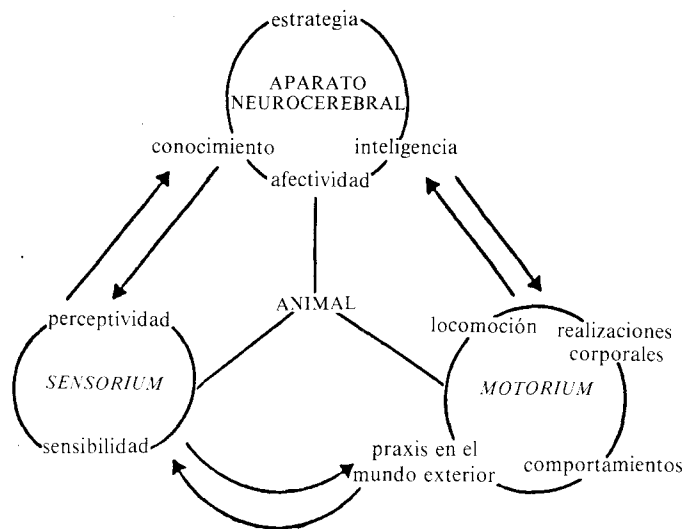 estrategia
APARATO
NEUROCEREBRAL
conocimiento
inteligencia
afectividad
ANIMAL
perceptividad
SENSORIUM
sensibilidad
locomoción
realizaciones
corporales
MOTORIUM
praxis en el
mundo exterior
comportamientos